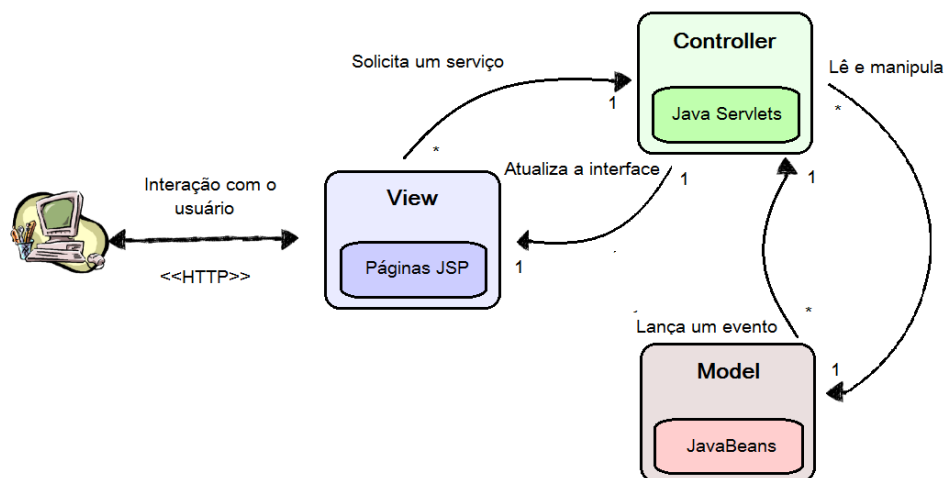 Controller
Solicita um serviço
Lê e manipula
1
*
Java Servlets
*
Atualiza a interface
1
1
Interação com o
usuário
View
<<HTTP>>
Páginas JSP
1
Lança um evento
*
Model
1
JavaBeans